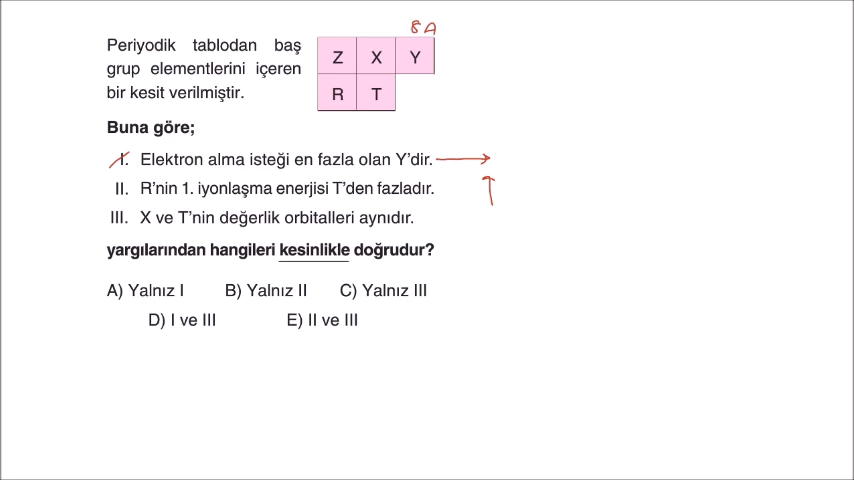 8A
Periyodik tablodan baş
grup elementlerini içeren
bir kesit verilmiştir.
Z X Y
R T
Buna göre;
I. Elektron alma isteği en fazla olan Y'dir.
II. R'nin 1. iyonlaşma enerjisi T'den fazladır.
III. X ve T'nin değerlik orbitalleri aynıdır.
yargılarından hangileri kesinlikle doğrudur?
A) Yalnız I B) Yalnız II C) Yalnız III
D) I ve III E) II ve III